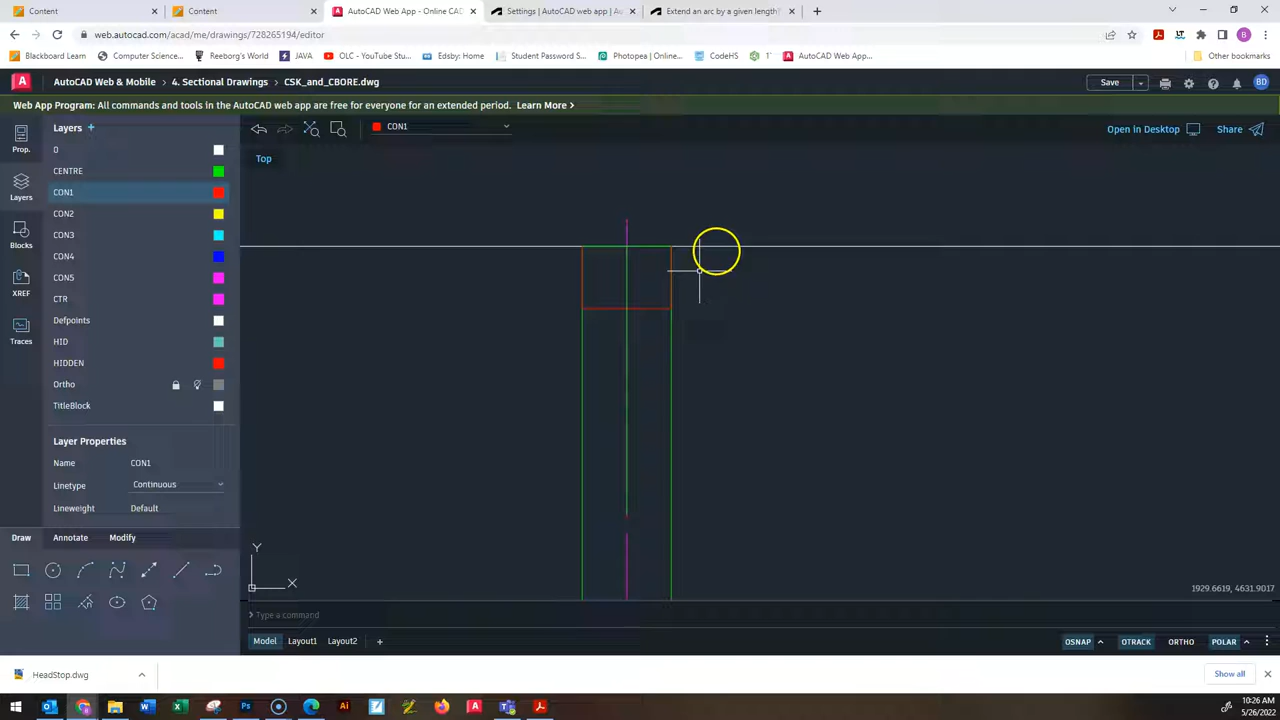 Content
Content
AutoCAD Web App - Online CAD
Settings | AutoCAD web app | Au
Extend an arc by a given length?
web.autocad.com/acad/me/drawings/728265194/editor
B
Blackboard Learn
Computer Science...
Reeborg's World
JAVA
OLC - YouTube Stu...
Edsby: Home
Student Password S...
Photopea | Online...
CodeHS
1'
AutoCAD Web App...
Other bookmarks
A
AutoCAD Web & Mobile > 4. Sectional Drawings > CSK_and_CBORE.dwg
Save
BD
Web App Program: All commands and tools in the AutoCAD web app are free for everyone for an extended period. Learn More >
Prop.
Layers
Blocks
XREF
Traces
Layers +
0
CENTRE
CON1
CON2
CON3
CON4
CON5
CTR
Defpoints
HID
HIDDEN
Ortho
TitleBlock
CON1
Open in Desktop
Share
Top
Layer Properties
Name CON1
Linetype Continuous
Lineweight Default
Draw Annotate Modify
Y
X
1929.6619, 4631.9017
Type a command
Model Layout1 Layout2 +
OSNAP OTRACK ORTHO POLAR
HeadStop.dwg
Show all
10:26 AM
5/26/2022